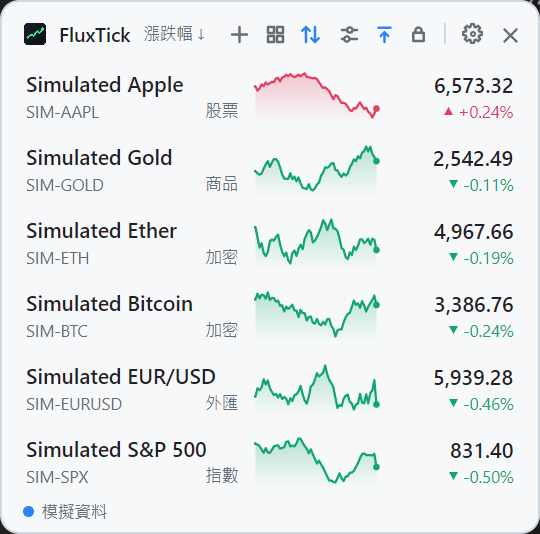 FluxTick 漲跌幅↓
Simulated Apple 6,573.32
SIM-AAPL 股票 ▲ +0.24%
Simulated Gold 2,542.49
SIM-GOLD 商品 ▼ -0.11%
Simulated Ether 4,967.66
SIM-ETH 加密 ▼ -0.19%
Simulated Bitcoin 3,386.76
SIM-BTC 加密 ▼ -0.24%
Simulated EUR/USD 5,939.28
SIM-EURUSD 外匯 ▼ -0.46%
Simulated S&P 500 831.40
SIM-SPX 指數 ▼ -0.50%
模擬資料